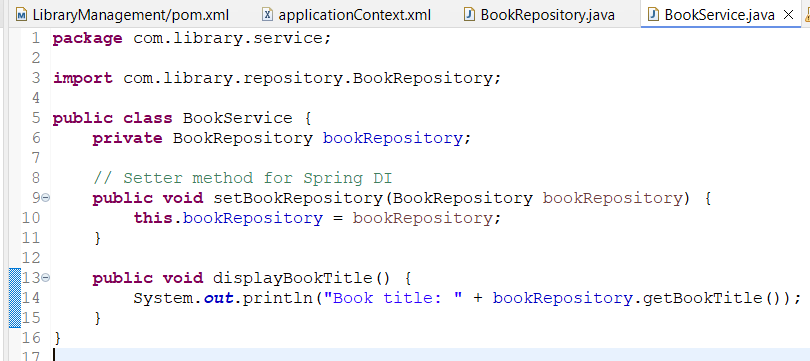 LibraryManagement/pom.xml applicationContext.xml BookRepository.java BookService.java
1 package com.library.service;
2
3 import com.library.repository.BookRepository;
4
5 public class BookService {
6     private BookRepository bookRepository;
7
8     // Setter method for Spring DI
9     public void setBookRepository(BookRepository bookRepository) {
10         this.bookRepository = bookRepository;
11     }
12
13     public void displayBookTitle() {
14         System.out.println("Book title: " + bookRepository.getBookTitle());
15     }
16 }
17